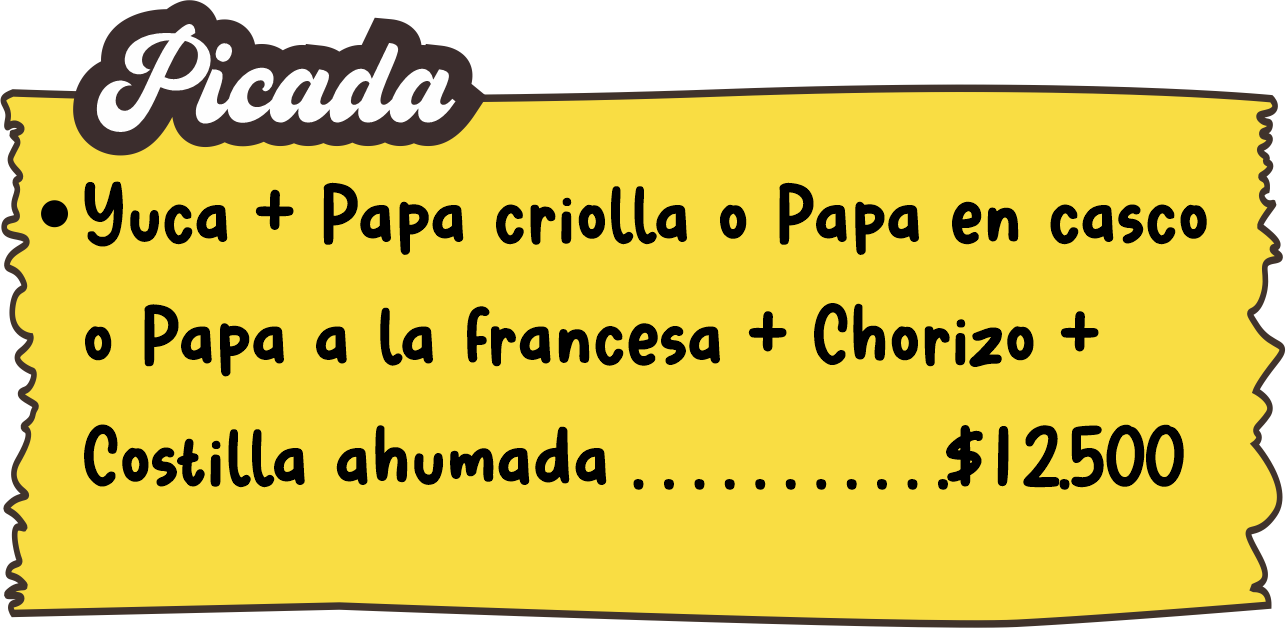 Picada
• Yuca + Papa criolla o Papa en casco
o Papa a la francesa + Chorizo +
Costilla ahumada ...........$12.500